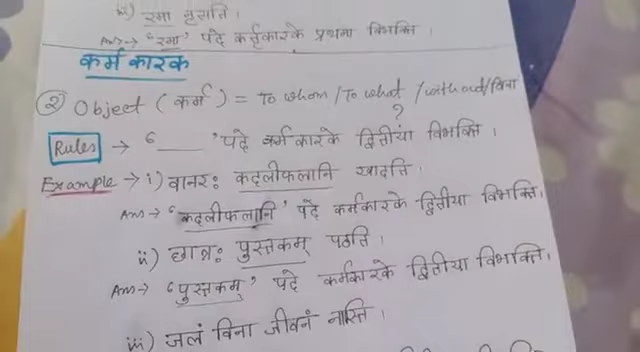 ii) रमा हसति ।
Ans→ "रमा" पदे कर्तृकारके प्रथमा विभक्ति ।
कर्म कारक
② Object (कर्म) = To whom / To what / without/विना
?
Rules → "____" पदे कर्मकारके द्वितीया विभक्ति ।
Example → i) वानरः कदलीफलानि खादति ।
Ans → "कदलीफलानि" पदे कर्मकारके द्वितीया विभक्ति ।
ii) छात्रः पुस्तकम् पठति ।
Ans→ "पुस्तकम्" पदे कर्मकारके द्वितीया विभक्ति ।
iii) जलं विना जीवनं नास्ति ।